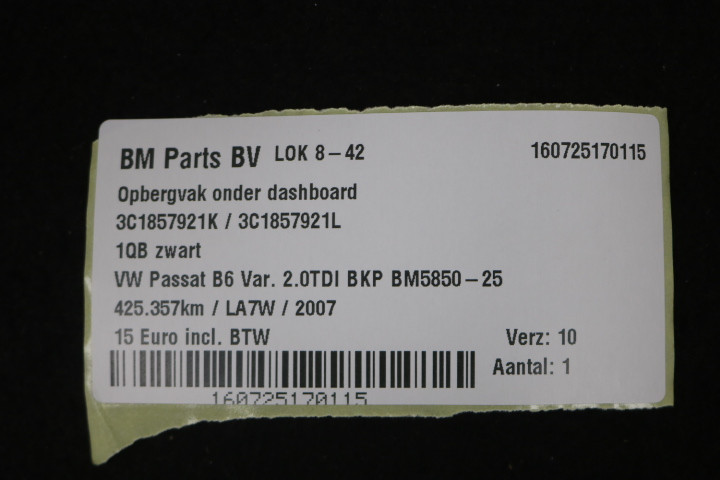 BM Parts BV LOK 8-42 160725170115
Opbergvak onder dashboard
3C1857921K / 3C1857921L
1QB zwart
VW Passat B6 Var. 2.0TDI BKP BM5850-25
425.357km / LA7W / 2007
15 Euro incl. BTW Verz: 10
Aantal: 1
160725170115